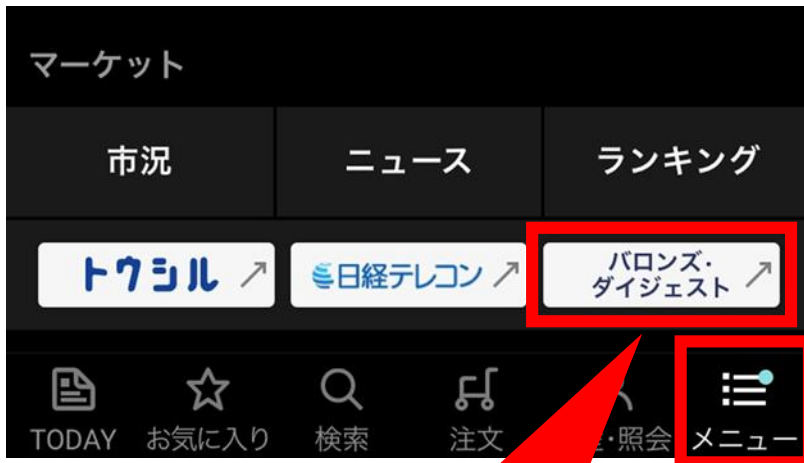 マーケット
市況
ニュース
ランキング
トウシル
日経テレコン
バロンズ・
ダイジェスト
TODAY
お気に入り
検索
注文
・照会
メニュー